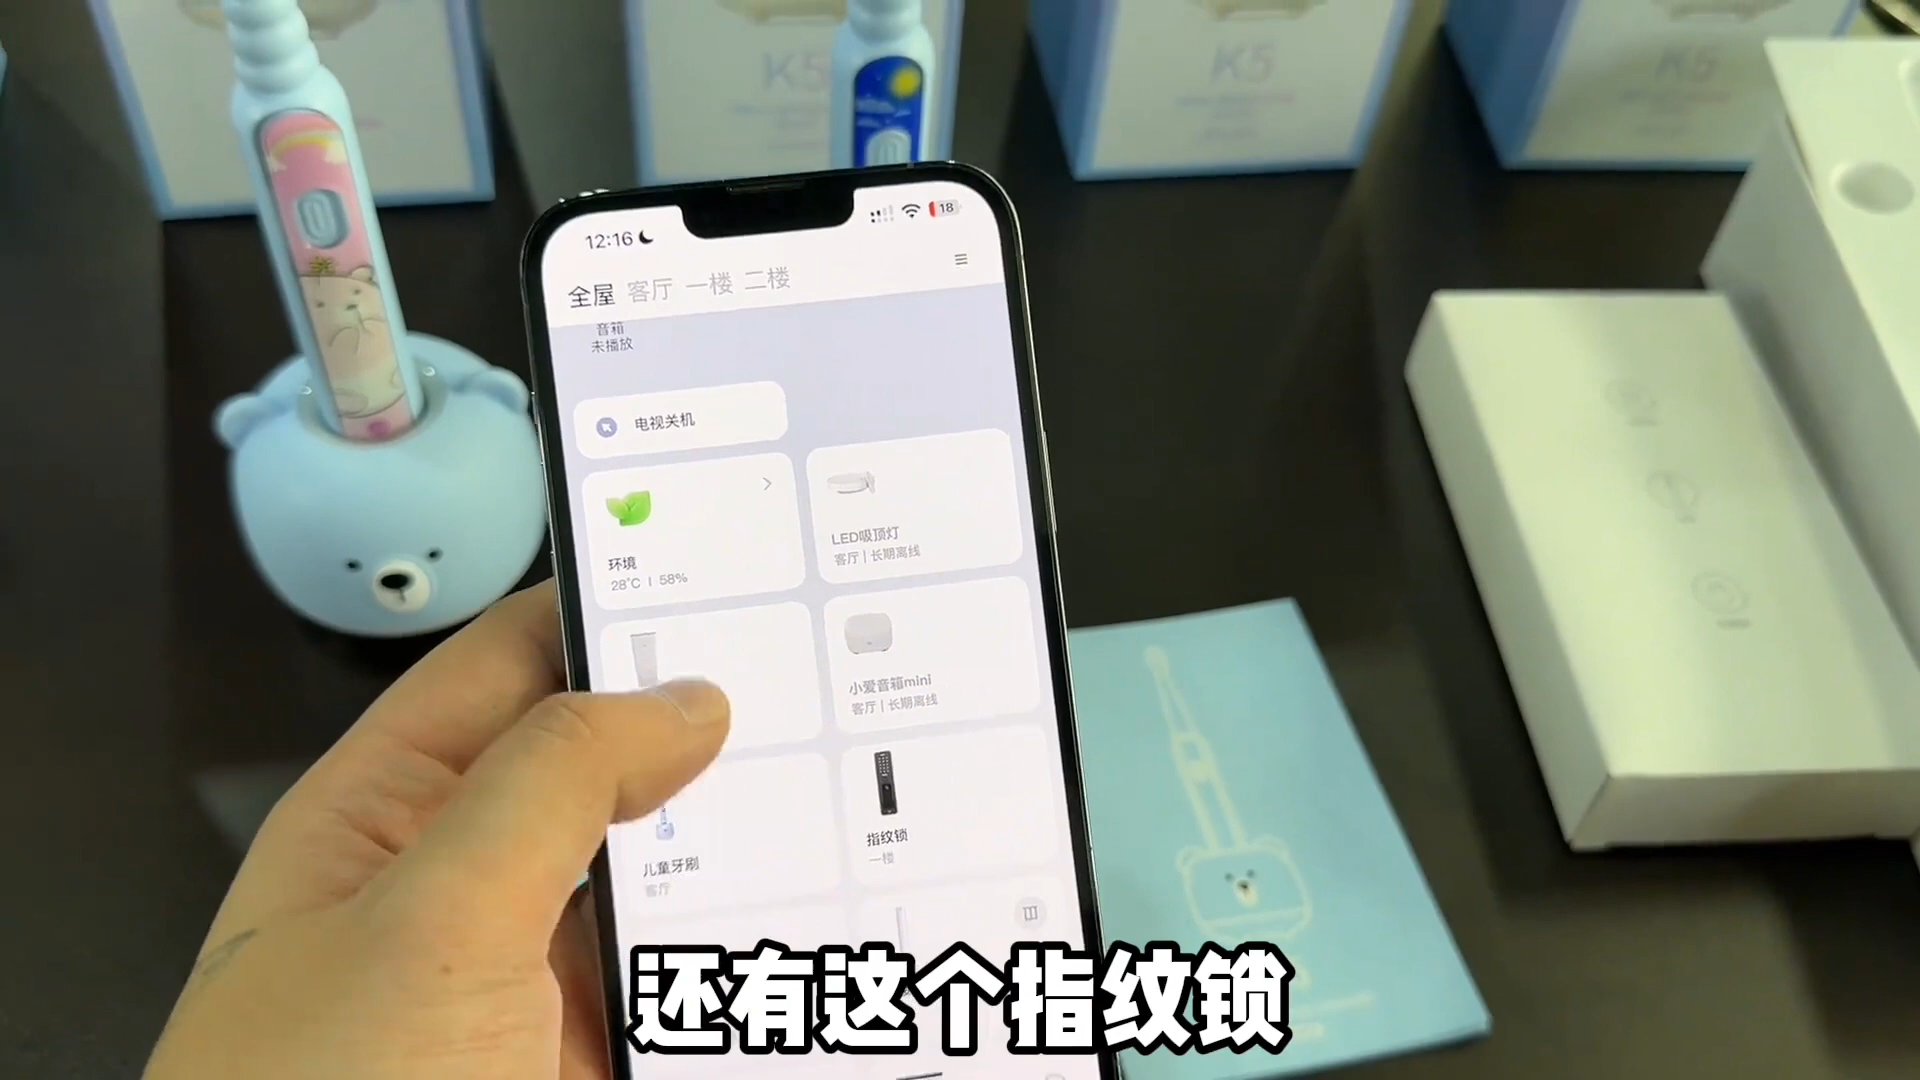 K5
K5
K5
12:16
18
全屋 客厅 一楼 二楼
音箱
未播放
电视关机
环境
28°C | 58%
LED吸顶灯
客厅 | 长期离线
小爱音箱mini
客厅 | 长期离线
儿童牙刷
客厅
指纹锁
一楼
还有这个指纹锁